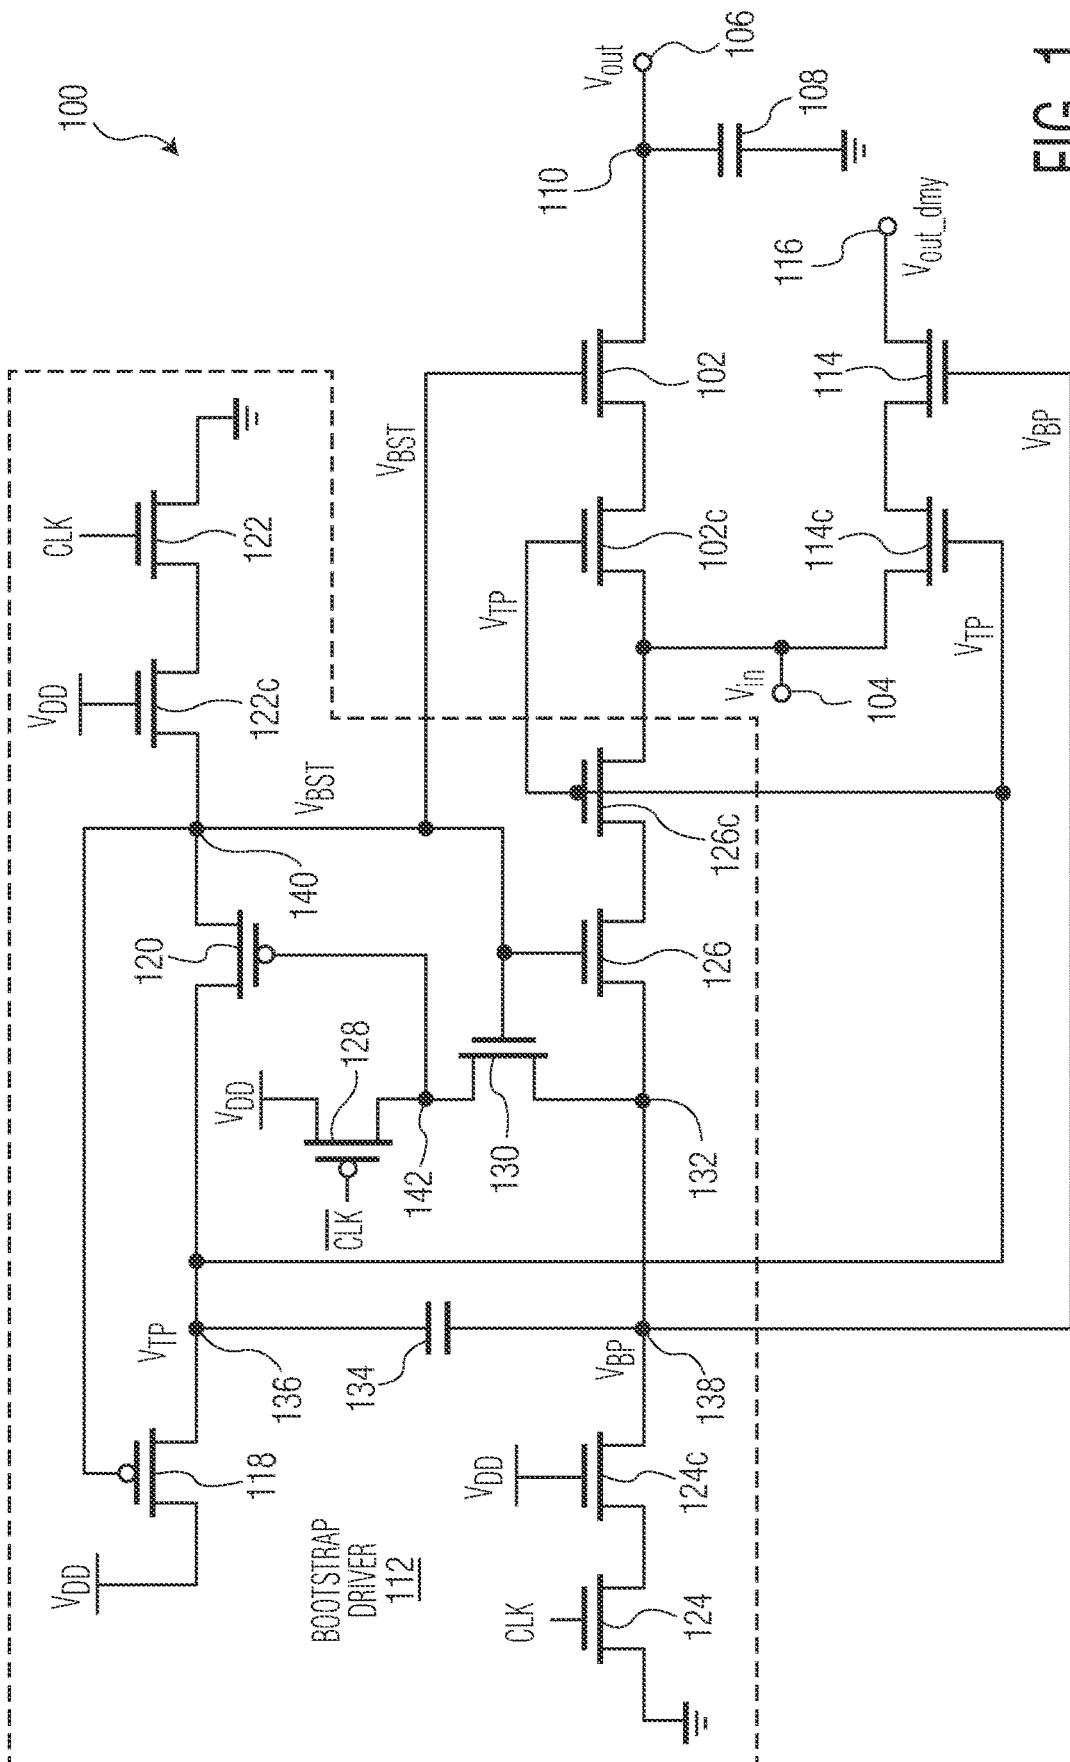 100
CLK
122
VDD
122c
VBST
140
120
VTP
136
118
VDD
VBST
VDD
128
CLK
142
130
134
BOOTSTRAP
DRIVER
112
Vout
106
110
108
102
VTP
102c
126c
126
132
VBP
138
VDD
124c
CLK
124
Vin
104
116
Vout_dmy
114
114c
VTP
VBP
FIG. 1